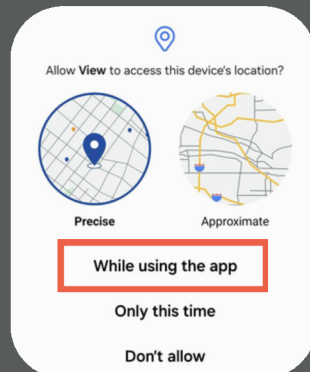 Allow View to access this device's location?
Precise
Approximate
While using the app
Only this time
Don't allow